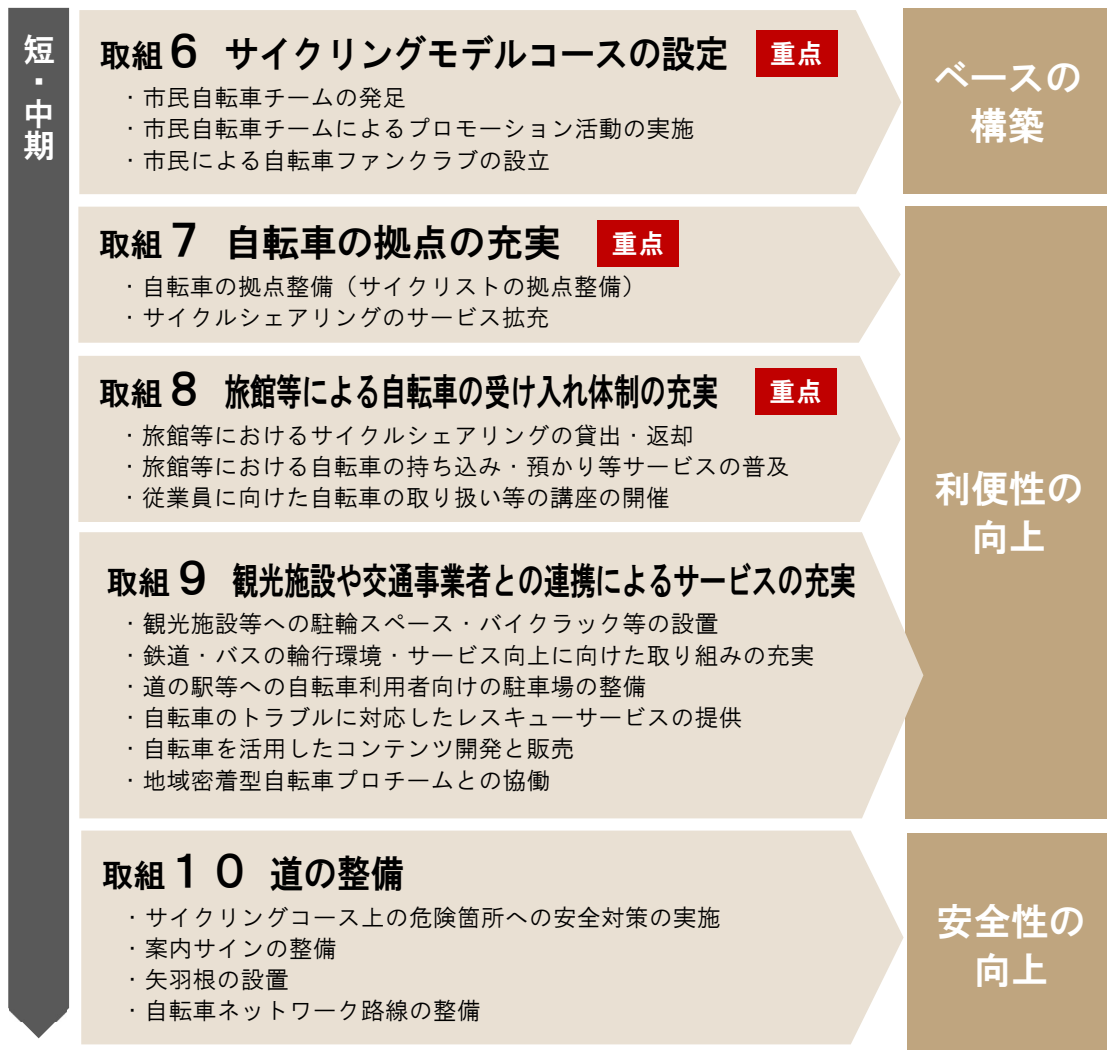 短・中期
取組6 サイクリングモデルコースの設定 重点
・市民自転車チームの発足
・市民自転車チームによるプロモーション活動の実施
・市民による自転車ファンクラブの設立
ベースの
構築
取組7 自転車の拠点の充実 重点
・自転車の拠点整備（サイクリストの拠点整備）
・サイクルシェアリングのサービス拡充
取組8 旅館等による自転車の受け入れ体制の充実 重点
・旅館等におけるサイクルシェアリングの貸出・返却
・旅館等における自転車の持ち込み・預かり等サービスの普及
・従業員に向けた自転車の取り扱い等の講座の開催
取組9 観光施設や交通事業者との連携によるサービスの充実
・観光施設等への駐輪スペース・バイクラック等の設置
・鉄道・バスの輪行環境・サービス向上に向けた取り組みの充実
・道の駅等への自転車利用者向けの駐車場の整備
・自転車のトラブルに対応したレスキューサービスの提供
・自転車を活用したコンテンツ開発と販売
・地域密着型自転車プロチームとの協働
利便性の
向上
取組10 道の整備
・サイクリングコース上の危険箇所への安全対策の実施
・案内サインの整備
・矢羽根の設置
・自転車ネットワーク路線の整備
安全性の
向上